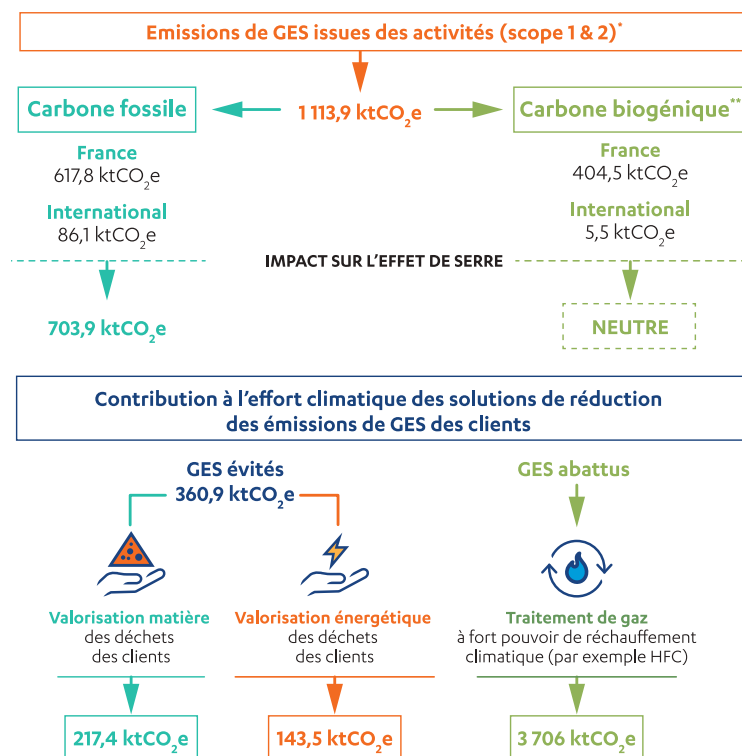 Emissions de GES issues des activités (scope 1 & 2)*
Carbone fossile
1 113,9 ktCO₂e
Carbone biogénique**
France
617,8 ktCO₂e
International
86,1 ktCO₂e
France
404,5 ktCO₂e
International
5,5 ktCO₂e
IMPACT SUR L'EFFET DE SERRE
703,9 ktCO₂e
NEUTRE
Contribution à l'effort climatique des solutions de réduction
des émissions de GES des clients
GES évités
360,9 ktCO₂e
GES abattus
Valorisation matière
des déchets
des clients
Valorisation énergétique
des déchets
des clients
Traitement de gaz
à fort pouvoir de réchauffement
climatique (par exemple HFC)
217,4 ktCO₂e
143,5 ktCO₂e
3 706 ktCO₂e